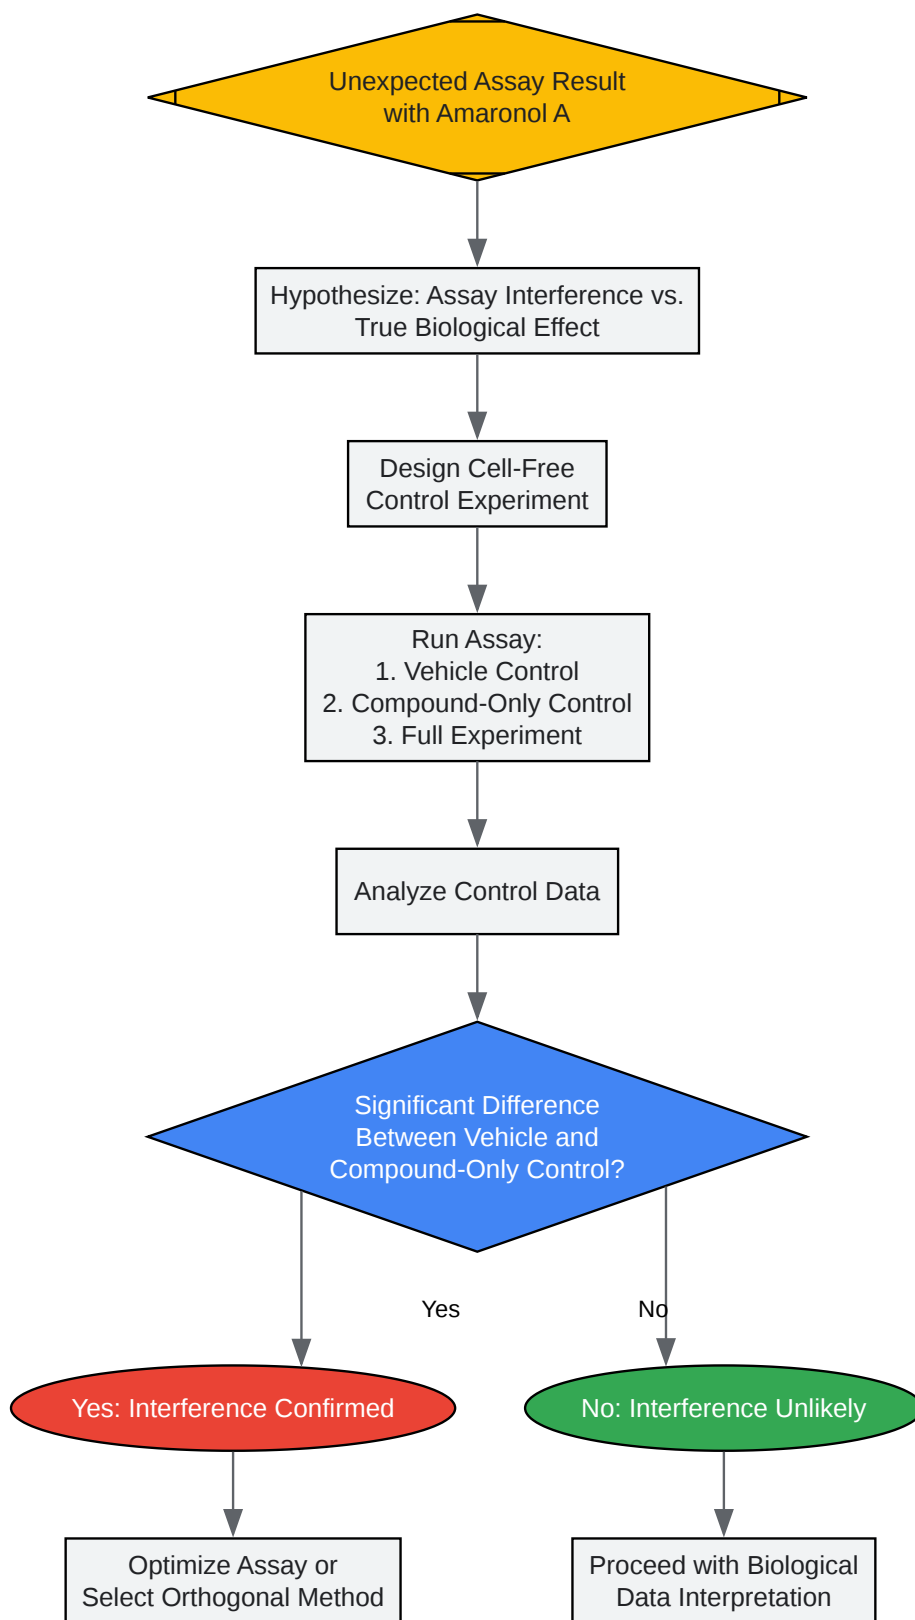 Unexpected Assay Result
with Amaronol A
Hypothesize: Assay Interference vs.
True Biological Effect
Design Cell-Free
Control Experiment
Run Assay:
1. Vehicle Control
2. Compound-Only Control
3. Full Experiment
Analyze Control Data
Significant Difference
Between Vehicle and
Compound-Only Control?
Yes
No
Yes: Interference Confirmed
No: Interference Unlikely
Optimize Assay or
Select Orthogonal Method
Proceed with Biological
Data Interpretation